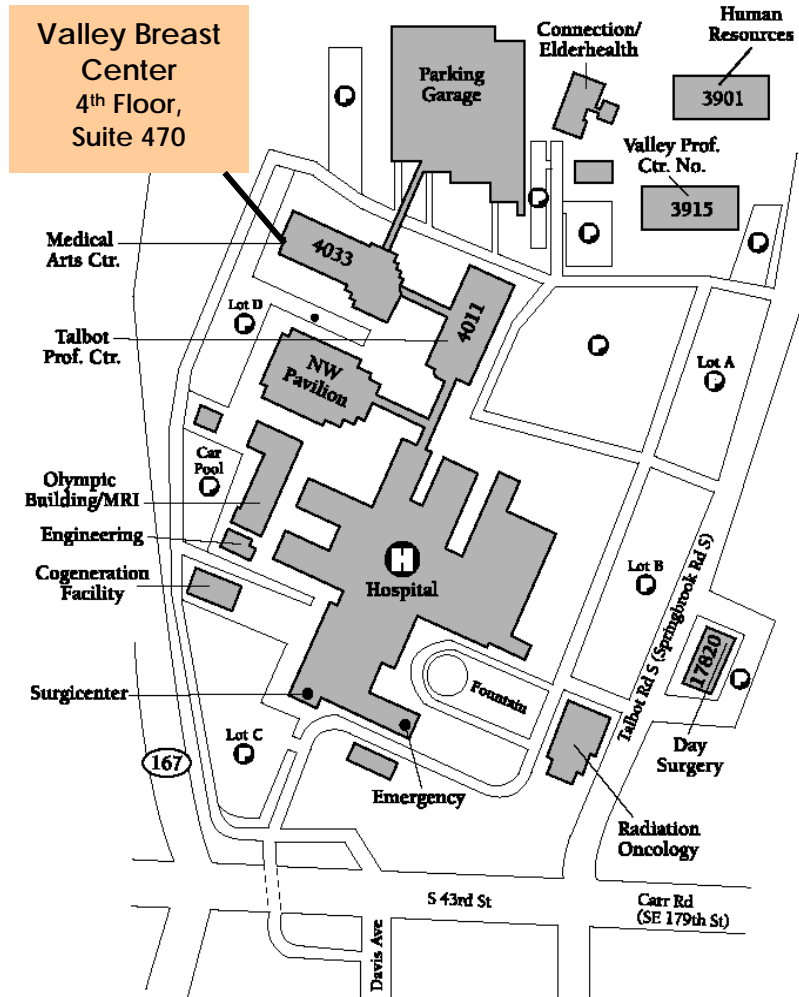 Valley Breast
Center
4th Floor,
Suite 470
Human
Resources
Connection/
Elderhealth
Parking
Garage
3901
Valley Prof.
Ctr. No.
3915
Medical
Arts Ctr.
4033
Lot D
4011
Talbot
Prof. Ctr.
NW
Pavilion
Lot A
Car
Pool
Olympic
Building/MRI
Engineering
Cogeneration
Facility
H
Hospital
Lot B
Talbot Rd S (Springbrook Rd S)
17820
Surgicenter
Fountain
Lot C
Day
Surgery
167
Emergency
Radiation
Oncology
S 43rd St
Carr Rd
(SE 179th St)
Davis Ave